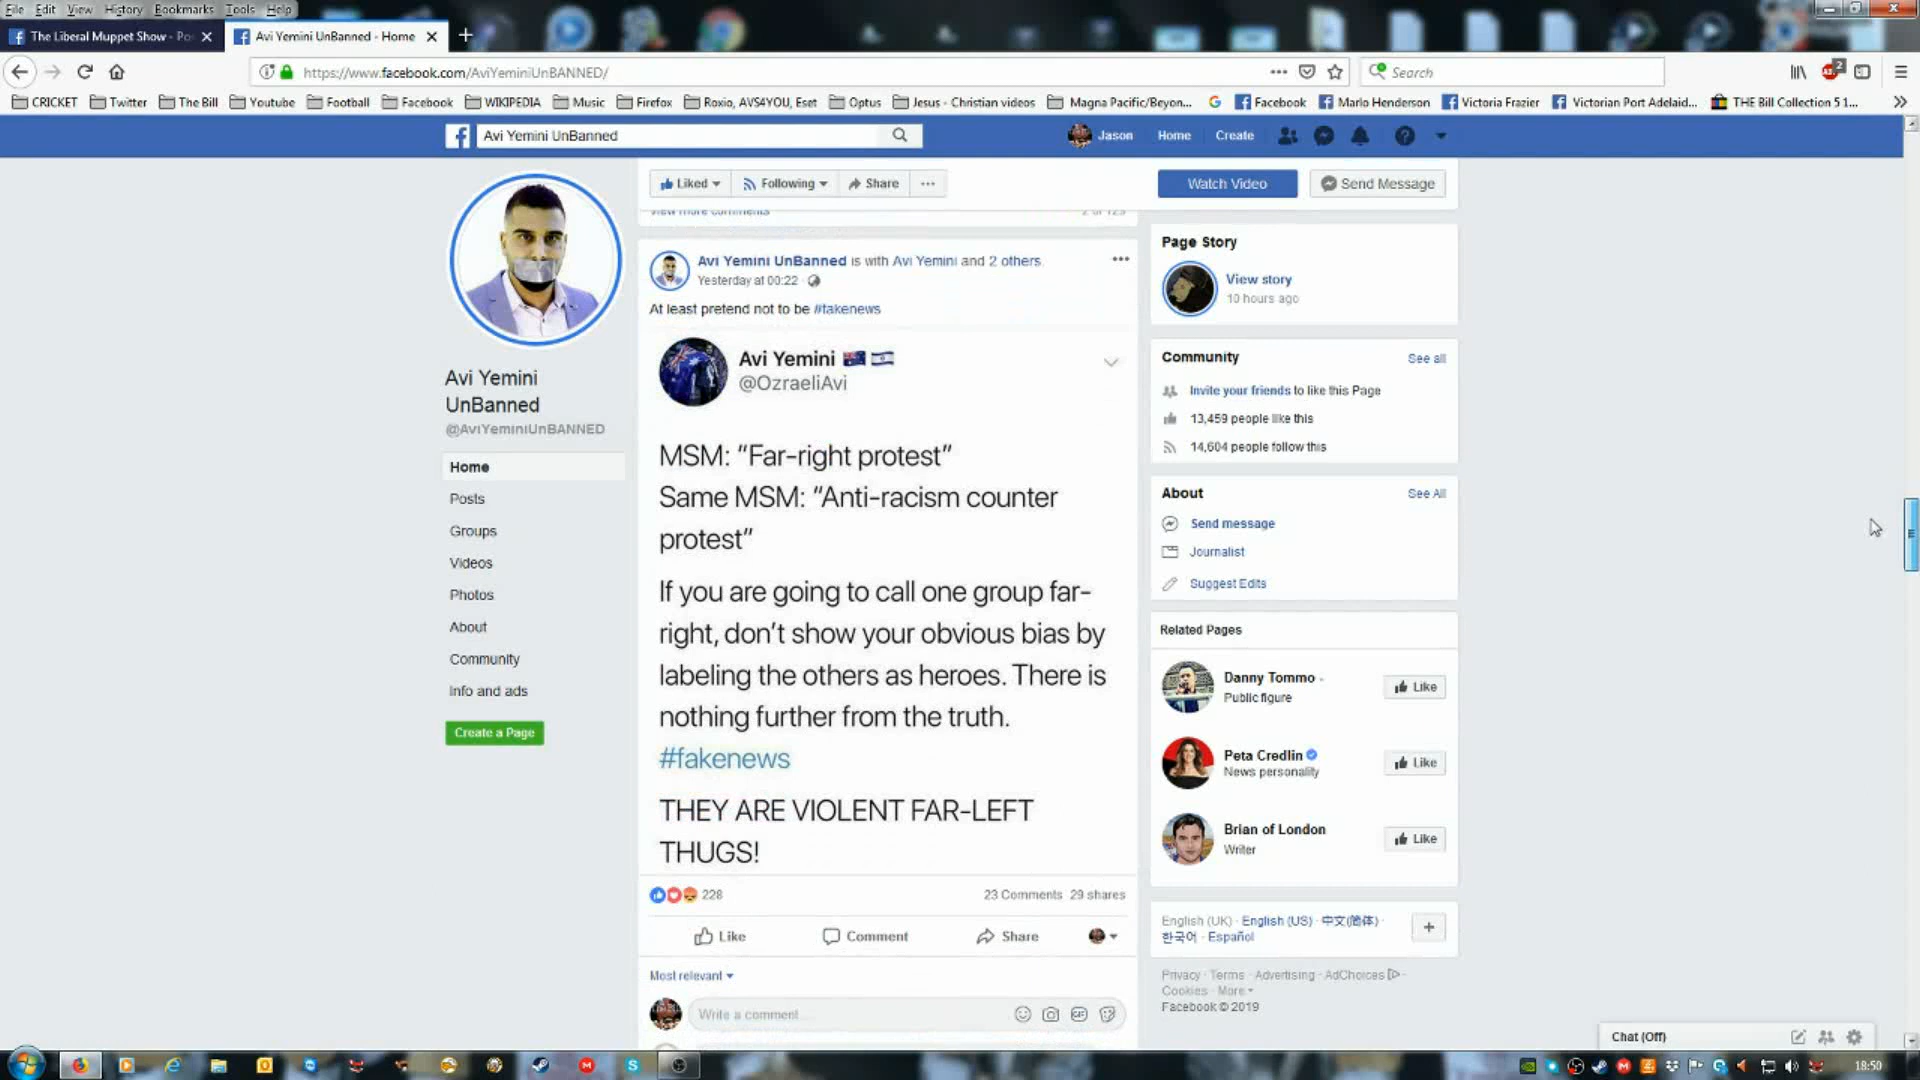 File Edit View History Bookmarks Tools Help
The Liberal Muppet Show - Po
Avi Yemini UnBanned - Home
https://www.facebook.com/AviYeminiUnBANNED/
Search
CRICKET Twitter The Bill Youtube Football Facebook WIKIPEDIA Music Firefox Roxio, AVS4YOU, Eset Optus Jesus - Christian videos Magna Pacific/Beyon... Facebook Marlo Henderson Victoria Frazier Victorian Port Adelaid... THE Bill Collection 5 1...
Avi Yemini UnBanned
Jason Home Create
Liked Following Share
Watch Video Send Message
View more comments
2 of 125
Avi Yemini
UnBanned
@AviYeminiUnBANNED
Home
Posts
Groups
Videos
Photos
About
Community
Info and ads
Create a Page
Avi Yemini UnBanned is with Avi Yemini and 2 others.
Yesterday at 00:22
At least pretend not to be #fakenews
Avi Yemini
@OzraeliAvi
MSM: "Far-right protest"
Same MSM: "Anti-racism counter
protest"
If you are going to call one group far-
right, don't show your obvious bias by
labeling the others as heroes. There is
nothing further from the truth.
#fakenews
THEY ARE VIOLENT FAR-LEFT
THUGS!
228
23 Comments 29 shares
Like Comment Share
Most relevant
Write a comment...
GIF
Page Story
View story
10 hours ago
Community See all
Invite your friends to like this Page
13,459 people like this
14,604 people follow this
About See All
Send message
Journalist
Suggest Edits
Related Pages
Danny Tommo -
Public figure
Like
Peta Credlin
News personality
Like
Brian of London
Writer
Like
English (UK) · English (US) · 中文(简体) ·
한국어 · Español
Privacy · Terms · Advertising · AdChoices ·
Cookies · More
Facebook © 2019
Chat (Off)
18:50